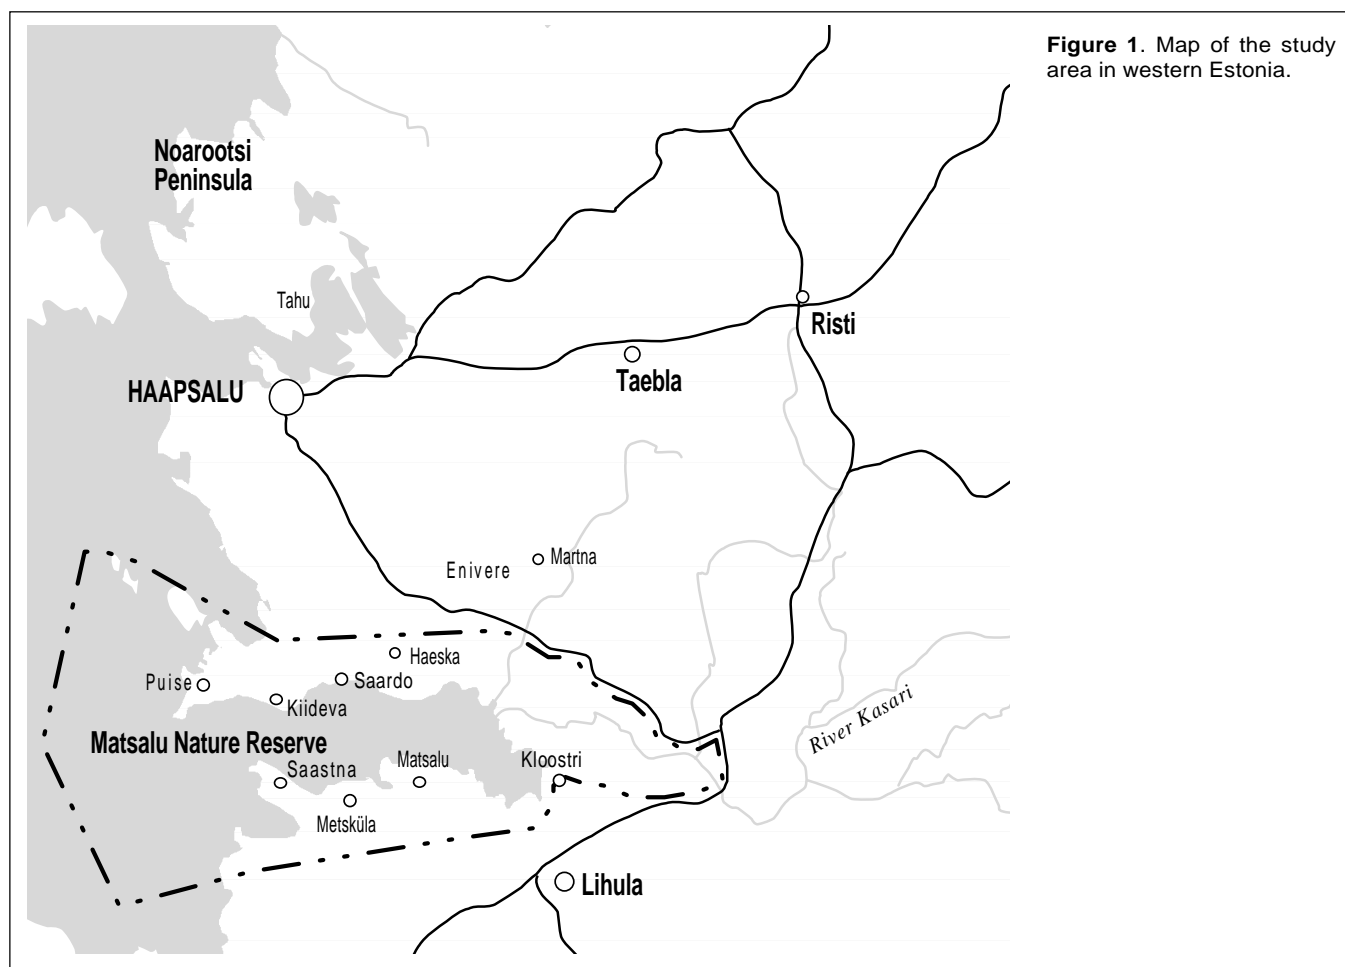 Figure 1. Map of the study
area in western Estonia.
Noarootsi
Peninsula
Tahu
Risti
Taebla
HAAPSALU
Martna
Enivere
Haeska
Puise
Saardo
Kiideva
River Kasari
Matsalu Nature Reserve
Matsalu
Kloostri
Saastna
Metsküla
Lihula